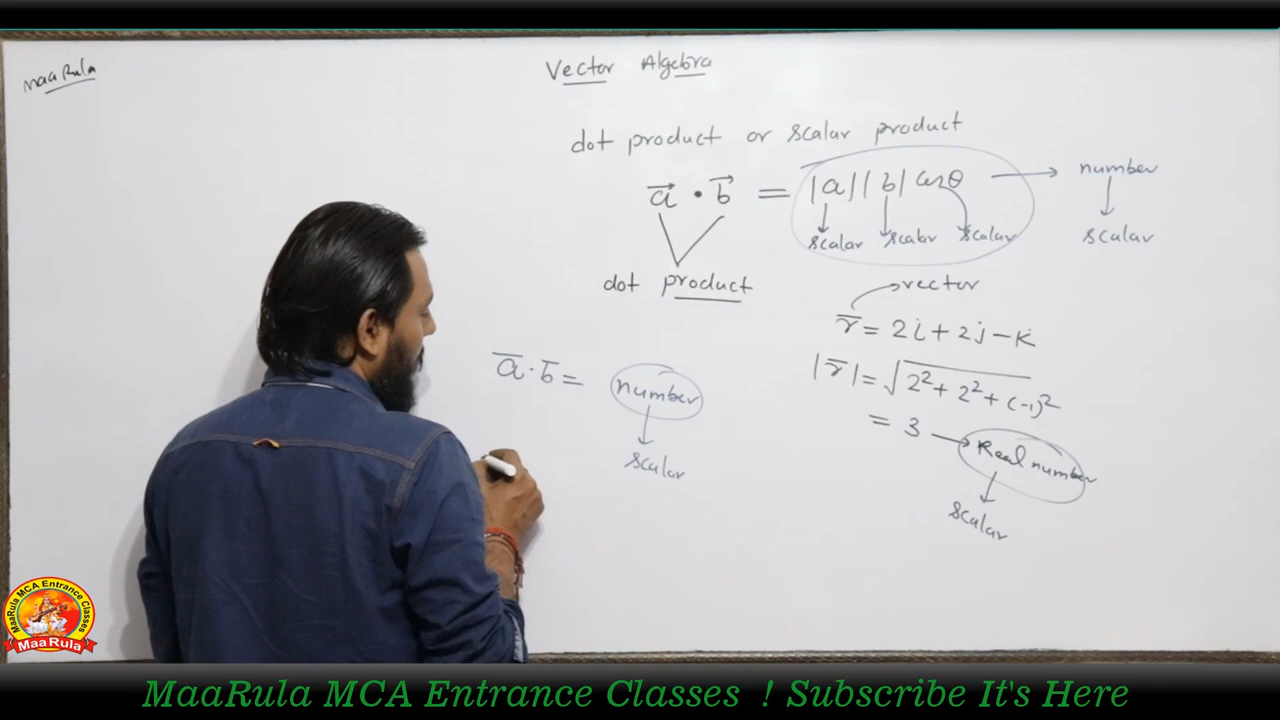 MaaRula
Vector Algebra
dot product or scalar product
a⃗ • b⃗ = |a||b| cosθ → number
scalar scalar scalar
scalar
dot product
vector
r̅ = 2i + 2j - k
|r̅| = √2² + 2² + (-1)²
= 3 → Real number
scalar
a̅ · b̅ = number
scalar
MaaRula MCA Entrance Classes
MaaRula
MaaRula MCA Entrance Classes ! Subscribe It's Here